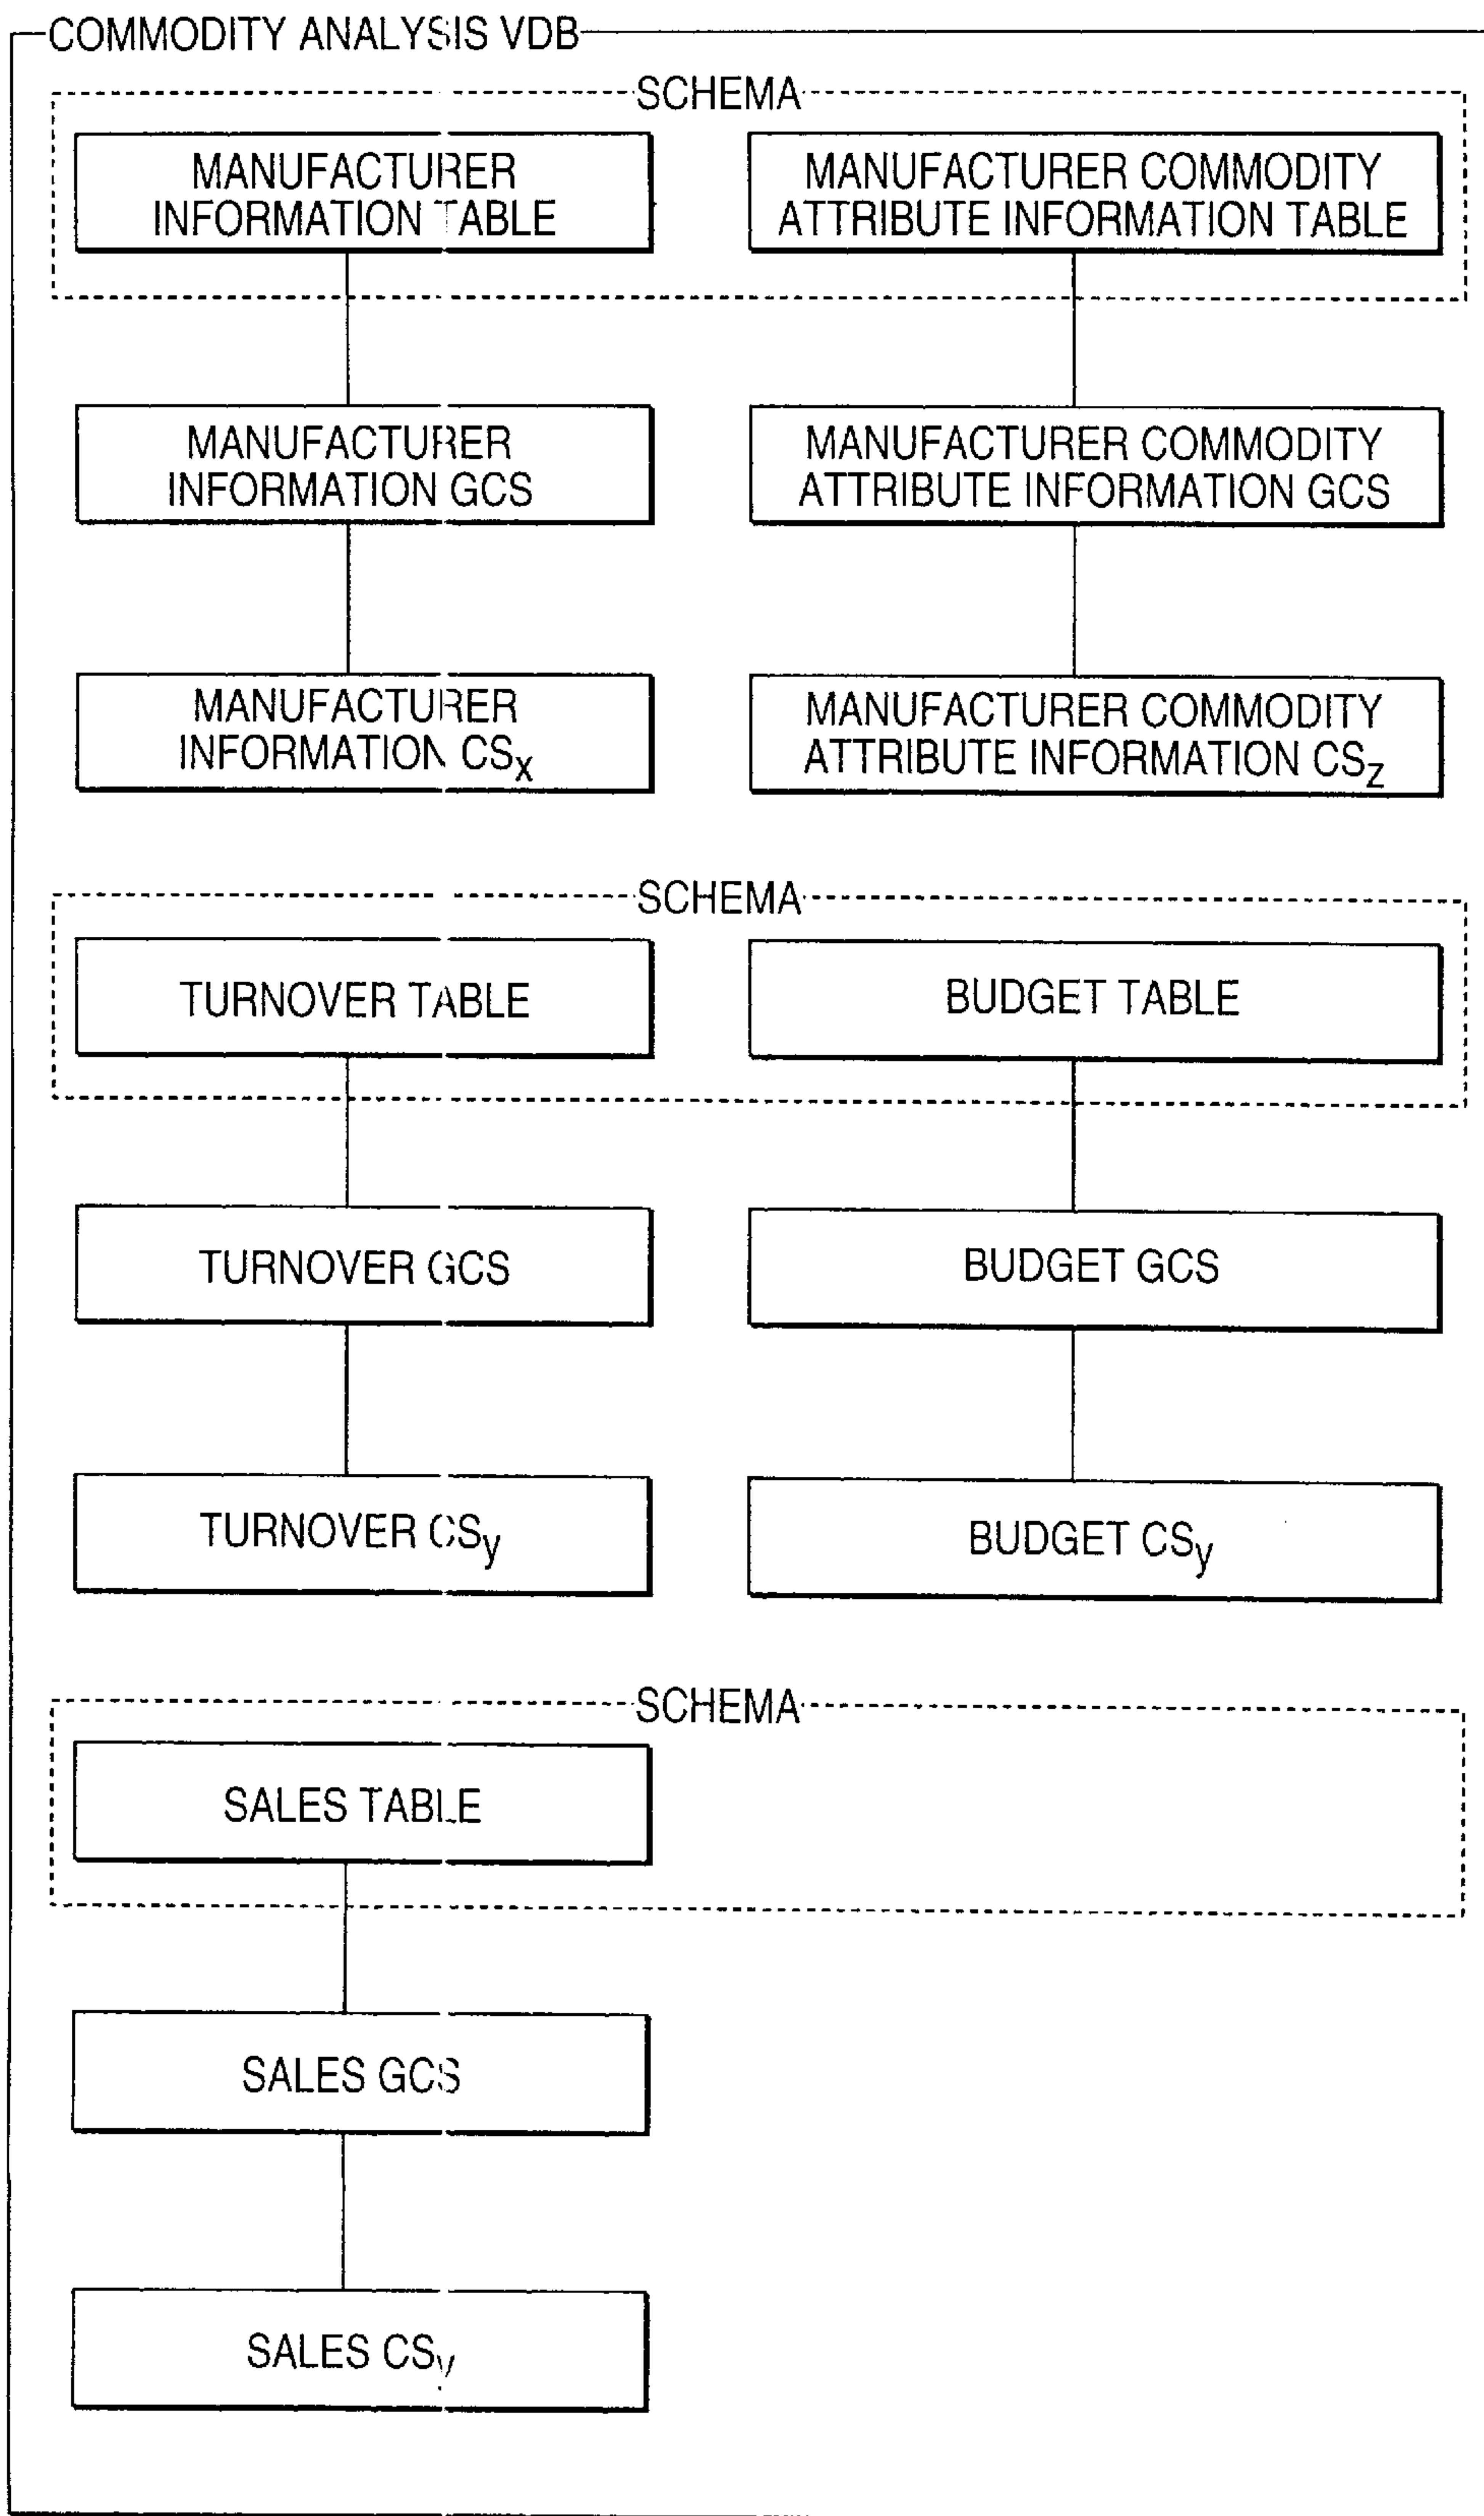 COMMODITY ANALYSIS VDB
SCHEMA
MANUFACTURER
INFORMATION TABLE
MANUFACTURER COMMODITY
ATTRIBUTE INFORMATION TABLE
MANUFACTURER
INFORMATION GCS
MANUFACTURER COMMODITY
ATTRIBUTE INFORMATION GCS
MANUFACTURER
INFORMATION CSx
MANUFACTURER COMMODITY
ATTRIBUTE INFORMATION CSz
SCHEMA
TURNOVER TABLE
BUDGET TABLE
TURNOVER GCS
BUDGET GCS
TURNOVER CSy
BUDGET CSy
SCHEMA
SALES TABLE
SALES GCS
SALES CSy